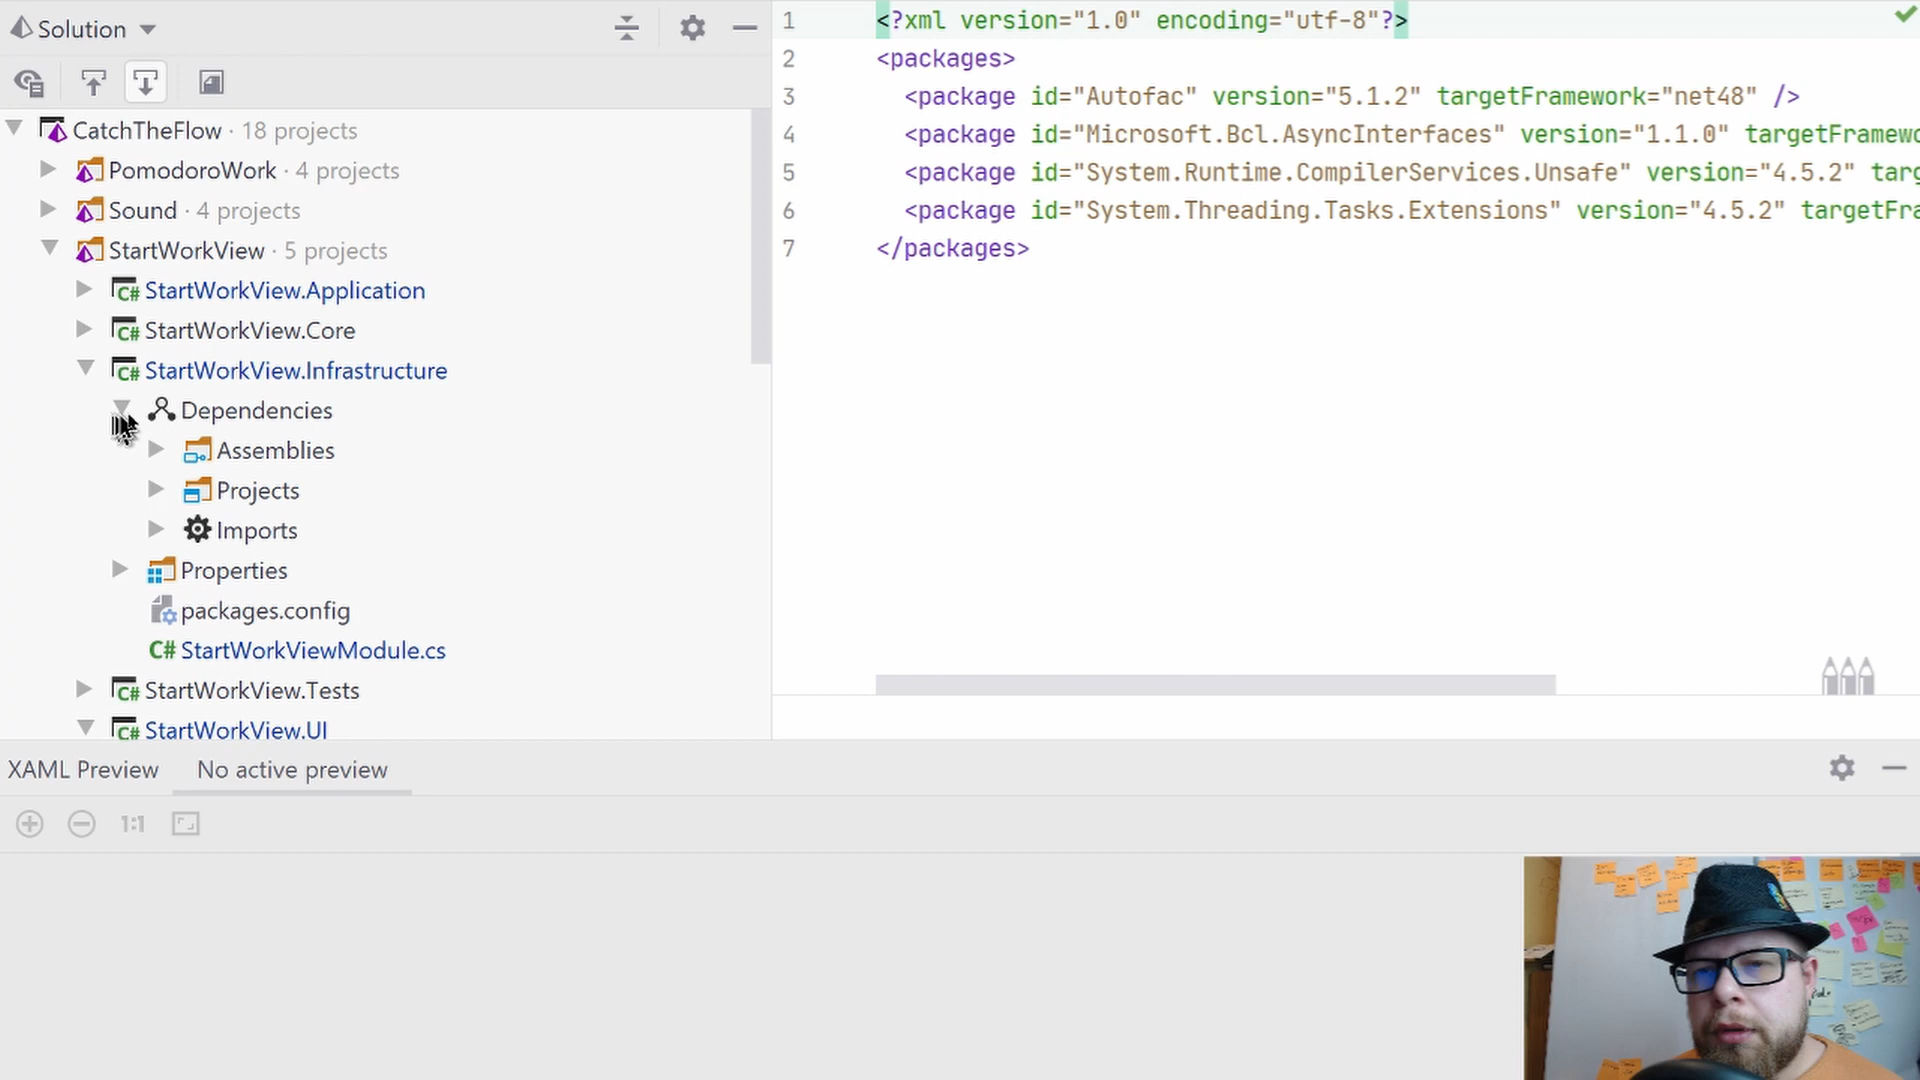 Solution
CatchTheFlow · 18 projects
PomodoroWork · 4 projects
Sound · 4 projects
StartWorkView · 5 projects
C# StartWorkView.Application
C# StartWorkView.Core
C# StartWorkView.Infrastructure
Dependencies
Assemblies
Projects
Imports
Properties
packages.config
C# StartWorkViewModule.cs
C# StartWorkView.Tests
C# StartWorkView.UI
1 <?xml version="1.0" encoding="utf-8"?>
2 <packages>
3 <package id="Autofac" version="5.1.2" targetFramework="net48" />
4 <package id="Microsoft.Bcl.AsyncInterfaces" version="1.1.0" targetFramewo
5 <package id="System.Runtime.CompilerServices.Unsafe" version="4.5.2" targ
6 <package id="System.Threading.Tasks.Extensions" version="4.5.2" targetFra
7 </packages>
XAML Preview No active preview
1:1